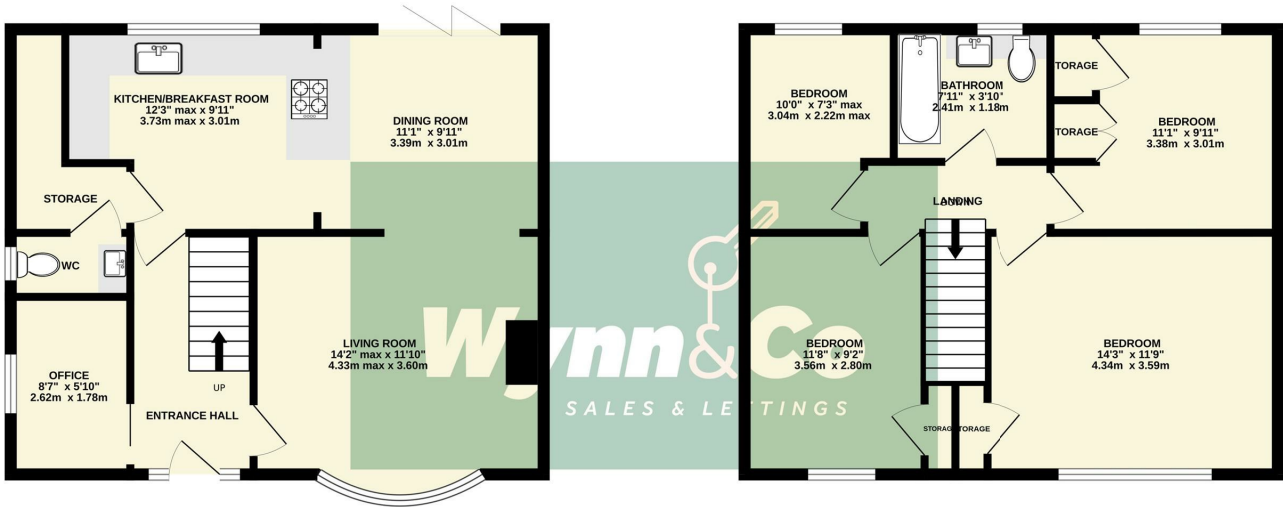 KITCHEN/BREAKFAST ROOM
12'3" max x 9'11"
3.73m max x 3.01m
DINING ROOM
11'1" x 9'11"
3.39m x 3.01m
STORAGE
WC
OFFICE
8'7" x 5'10"
2.62m x 1.78m
UP
ENTRANCE HALL
LIVING ROOM
14'2" max x 11'10"
4.33m max x 3.60m
Wynn&Co
SALES & LETTINGS
BEDROOM
10'0" x 7'3" max
3.04m x 2.22m max
BATHROOM
7'11" x 3'10"
2.41m x 1.18m
TORAGE
TORAGE
BEDROOM
11'1" x 9'11"
3.38m x 3.01m
LANDING
BEDROOM
11'8" x 9'2"
3.56m x 2.80m
BEDROOM
14'3" x 11'9"
4.34m x 3.59m
STORAGE
TORAGE